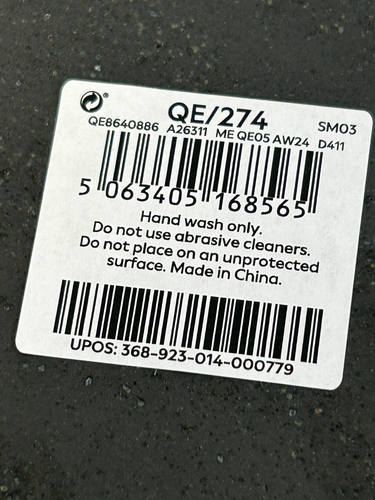 QE/274
SM03
QE8640886 A26311 ME QE05 AW24 D411
5 063405 168565
Hand wash only.
Do not use abrasive cleaners.
Do not place on an unprotected
surface. Made in China.
UPOS: 368-923-014-000779